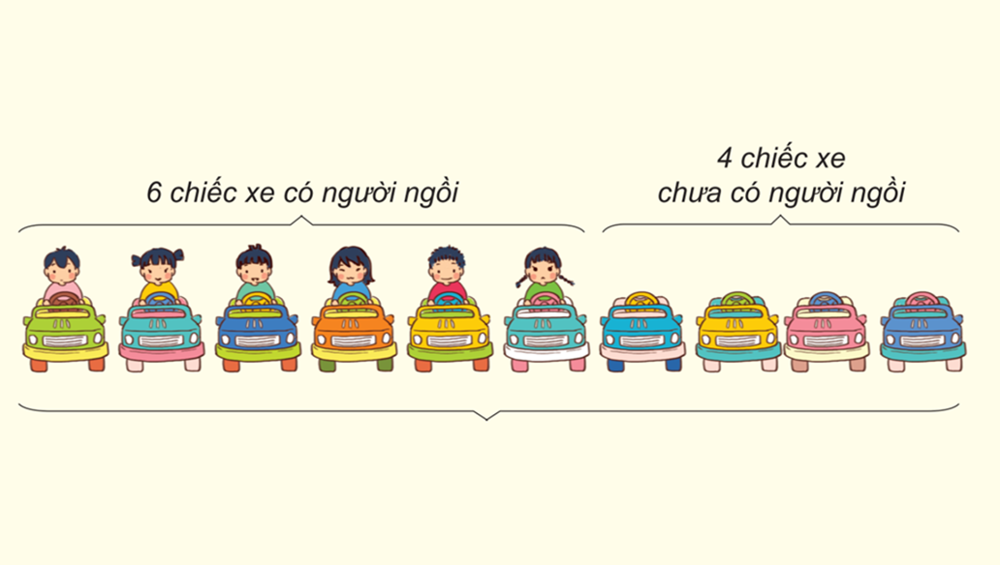 6 chiếc xe có người ngồi
4 chiếc xe
chưa có người ngồi